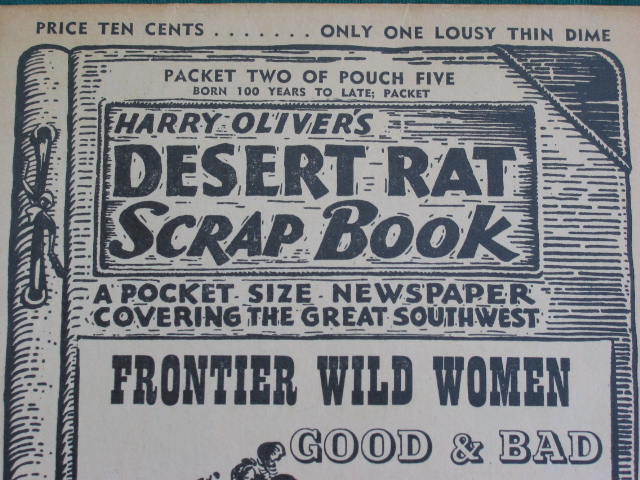 PRICE TEN CENTS ....... ONLY ONE LOUSY THIN DIME
PACKET TWO OF POUCH FIVE
BORN 100 YEARS TO LATE; PACKET
HARRY OLIVER'S
DESERT RAT
SCRAP BOOK
A POCKET SIZE NEWSPAPER
COVERING THE GREAT SOUTHWEST
FRONTIER WILD WOMEN
GOOD & BAD